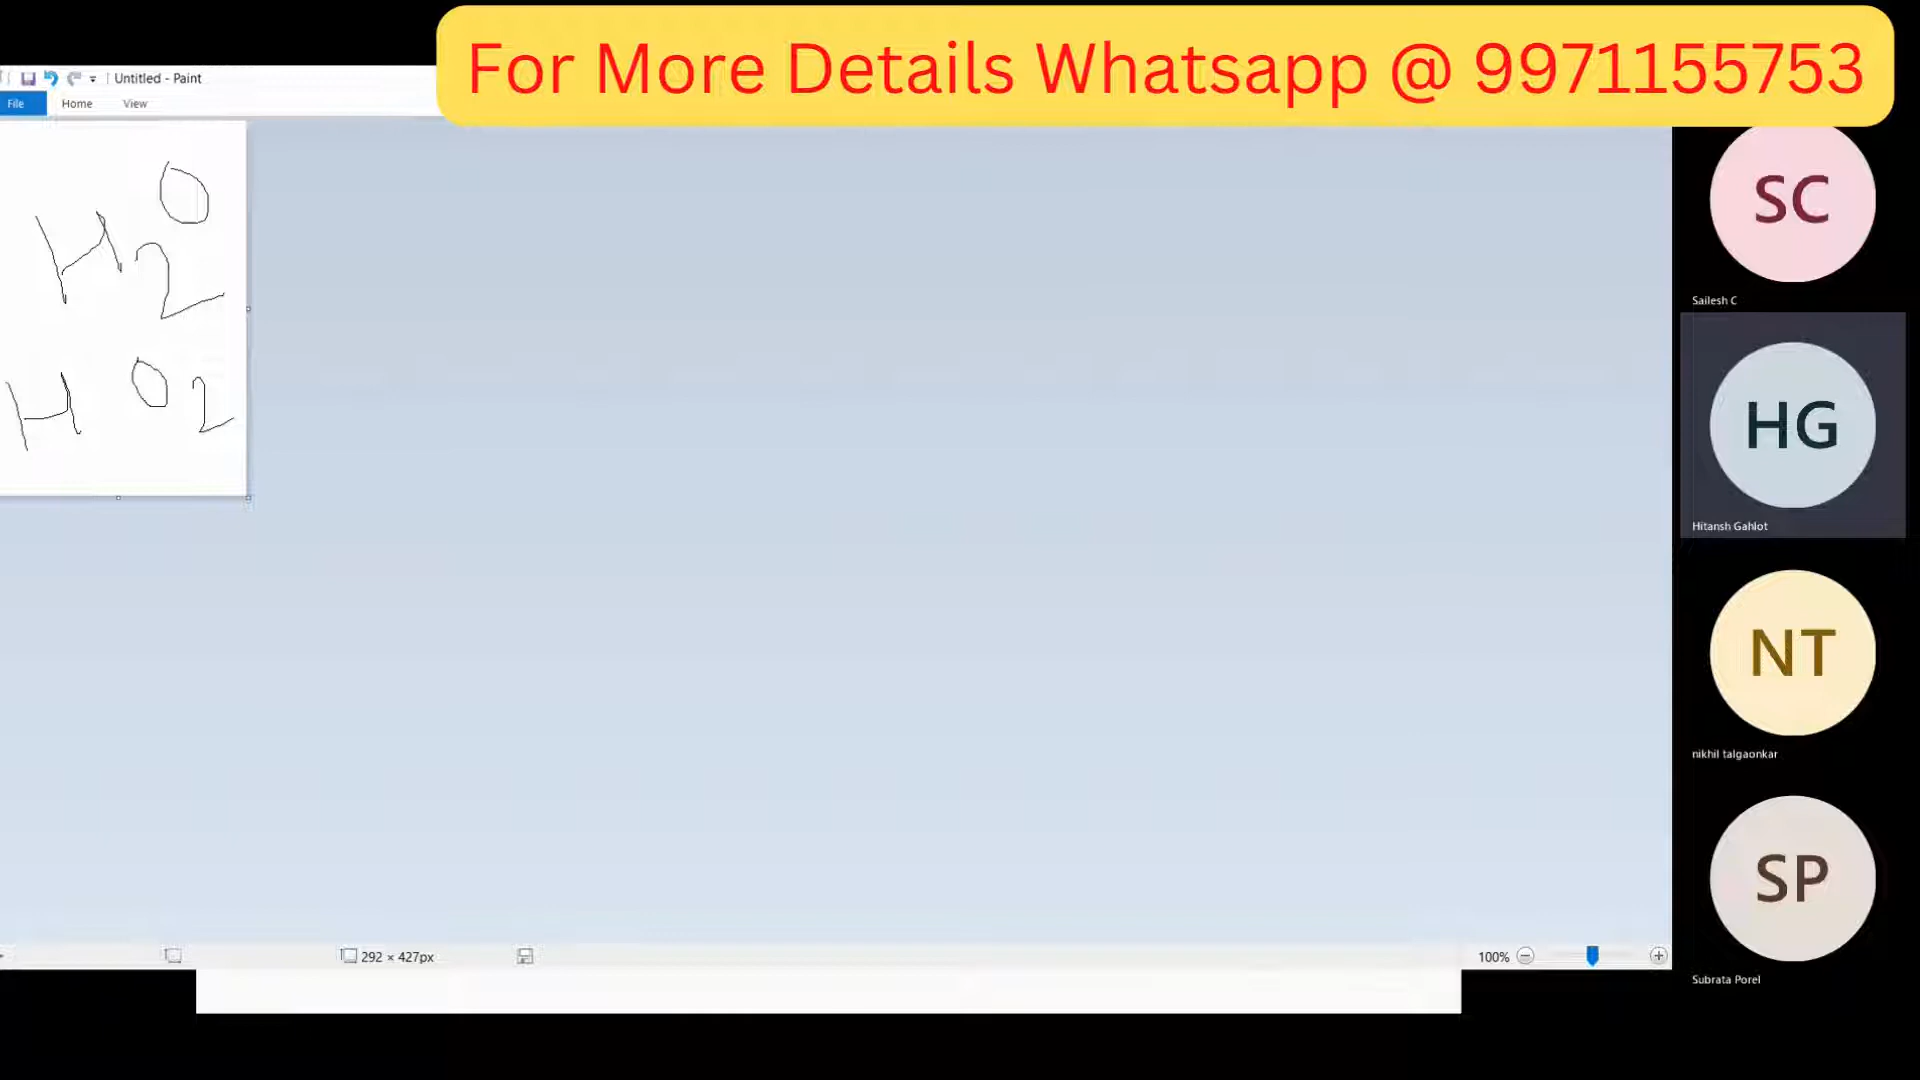 For More Details Whatsapp @ 9971155753
Untitled - Paint
File Home View
H2O
H O2
SC
Sailesh C
HG
Hitansh Gahlot
NT
nikhil talgaonkar
SP
Subrata Porel
292 × 427px
100%